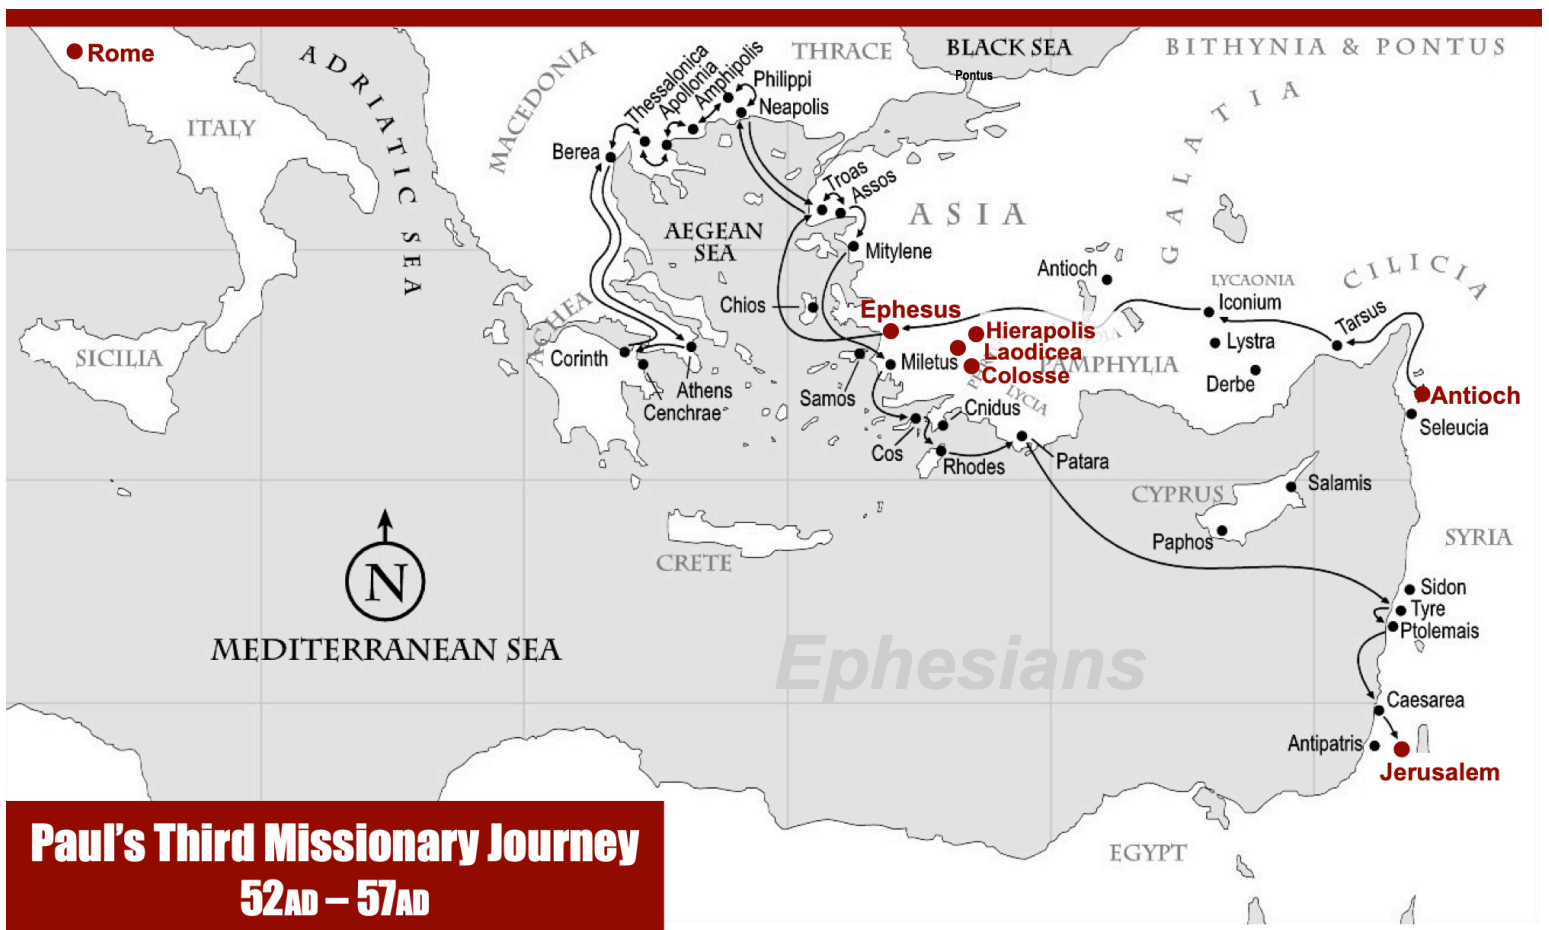 Rome
ADRIATIC SEA
MACEDONIA
Thessalonica
Apollonia
Amphipolis
THRACE
Philippi
Neapolis
BLACK SEA
Pontus
BITHYNIA & PONTUS
GALATIA
ITALY
Berea
Troas
Assos
ASIA
AEGEAN
SEA
Mitylene
Antioch
LYCAONIA
CILICIA
Chios
Ephesus
Iconium
Tarsus
ACHEA
Hierapolis
SICILIA
Corinth
Miletus
Laodicea
Lystra
PAMPHYLIA
Colosse
Derbe
Athens
Samos
LYCIA
Antioch
Cenchrae
Cnidus
Seleucia
Cos
Rhodes
Patara
CYPRUS
Salamis
Paphos
SYRIA
CRETE
N
Sidon
Tyre
Ptolemais
MEDITERRANEAN SEA
Ephesians
Caesarea
Antipatris
Jerusalem
Paul's Third Missionary Journey
52AD – 57AD
EGYPT